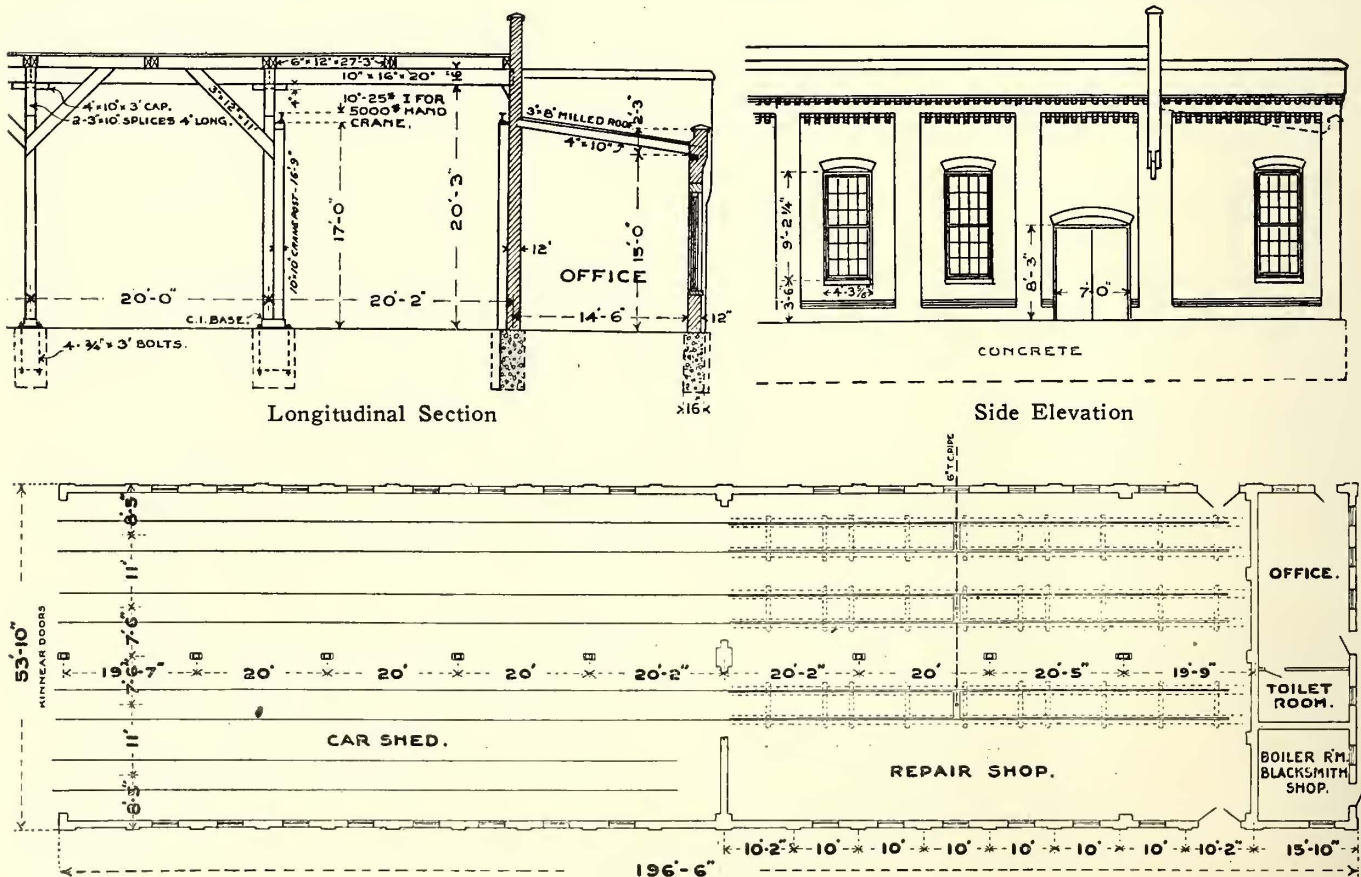 6"×12"×27'-3"
10"×16"×20"
16"
4"×10"×3' CAP.
2-3"×10" SPLICES 4' LONG.
3"×12"×11'
4"
10"-25# I FOR
5000# HAND
CRANE.
3"×8" MILLED ROOF
2'-3"
4"×10"
10"×10" CRANE POST-16'-9"
17'-0"
20'-3"
15'-0"
12"
OFFICE
20'-0"
20'-2"
14'-6"
12"
C.I. BASE.
4-¾"×3' BOLTS.
16"
Longitudinal Section
9'-2¼"
3'-6"
4'-3⅜"
8'-3"
7'-0"
CONCRETE
Side Elevation
6" T.C. PIPE
53'-10"
KINNEAR DOORS
8'-5"
11'
7'-6"
OFFICE.
20'
20'
20'
20'-2"
20'-2"
20'
20'-5"
19'-9"
TOILET
ROOM.
11'
8'-5"
CAR SHED.
REPAIR SHOP.
BOILER R'M.
BLACKSMITH
SHOP.
10'-2" 10' 10' 10' 10' 10' 10' 10'-2" 15'-10"
196'-6"